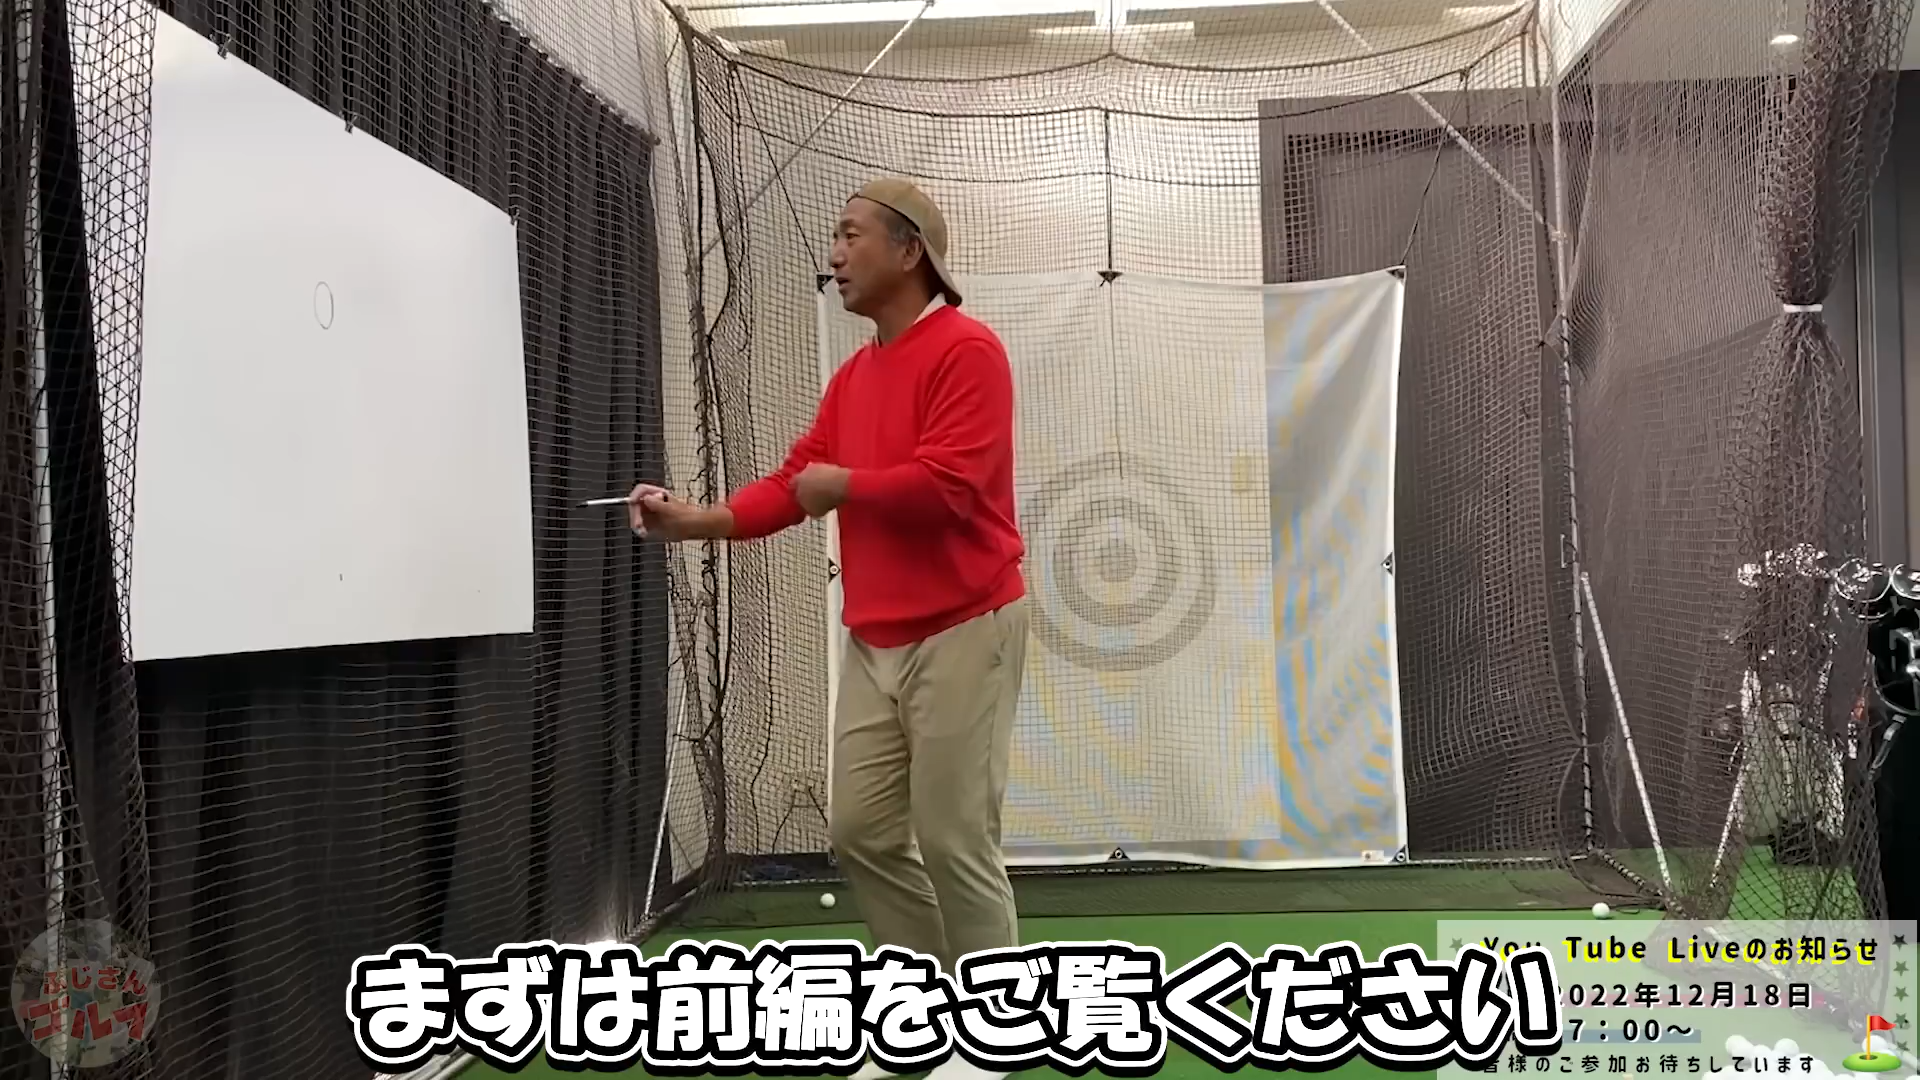 ふじさん
ゴルフ
まずは前編をご覧ください
You Tube Liveのお知らせ
2022年12月18日
7：00～
皆様のご参加お待ちしています